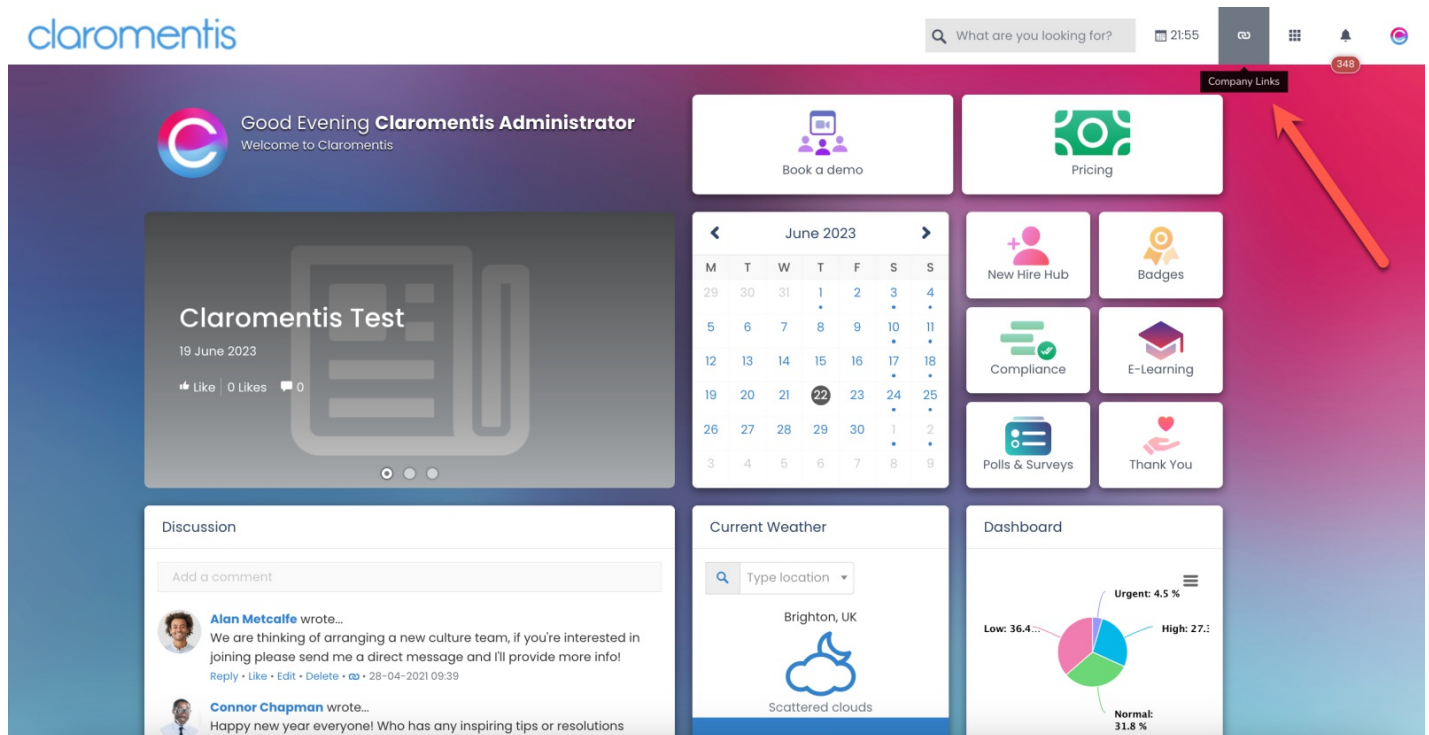 claromentis
What are you looking for?
21:55
348
Company Links
Good Evening Claromentis Administrator
Welcome to Claromentis
Book a demo
Pricing
Claromentis Test
19 June 2023
Like 0 Likes 0
June 2023
M T W T F S S
29 30 31 1 2 3 4
5 6 7 8 9 10 11
12 13 14 15 16 17 18
19 20 21 22 23 24 25
26 27 28 29 30 1 2
3 4 5 6 7 8 9
New Hire Hub
Badges
Compliance
E-Learning
Polls & Surveys
Thank You
Discussion
Add a comment
Alan Metcalfe wrote...
We are thinking of arranging a new culture team, if you're interested in
joining please send me a direct message and I'll provide more info!
Reply • Like • Edit • Delete • • 28-04-2021 09:39
Connor Chapman wrote...
Happy new year everyone! Who has any inspiring tips or resolutions
Current Weather
Type location
Brighton, UK
Scattered clouds
Dashboard
Urgent: 4.5 %
Low: 36.4...
High: 27.
Normal:
31.8 %